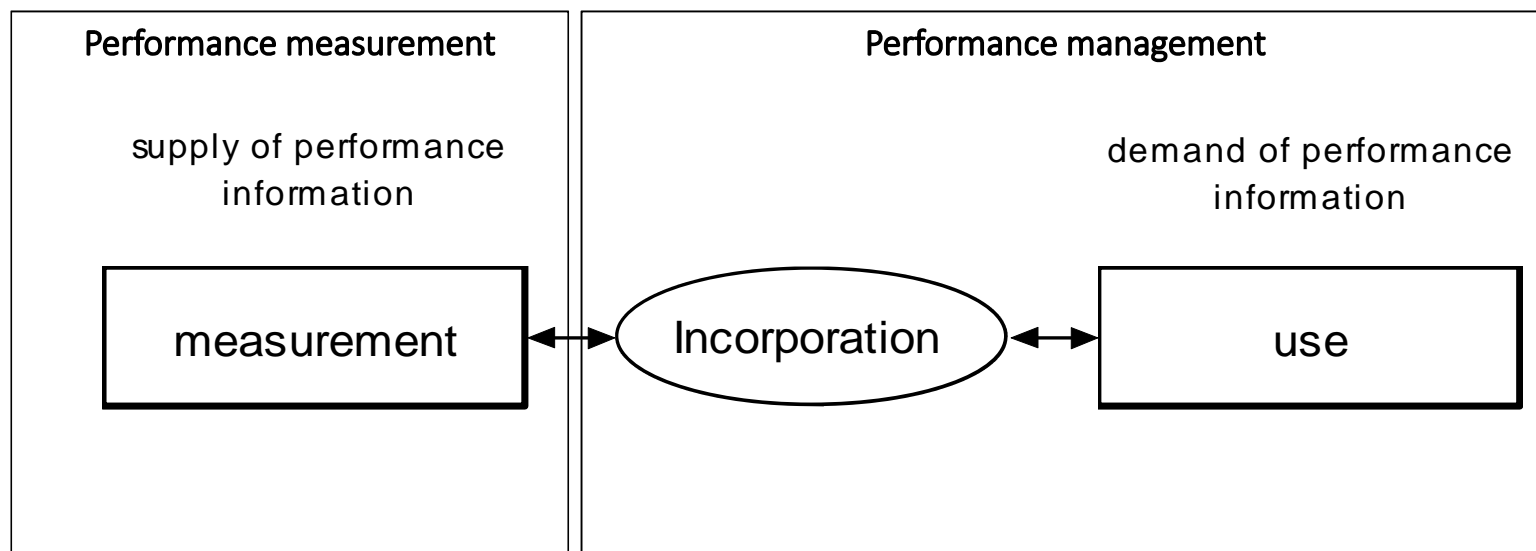 Performance measurement
Performance management
supply of performance
information
demand of performance
information
measurement
Incorporation
use